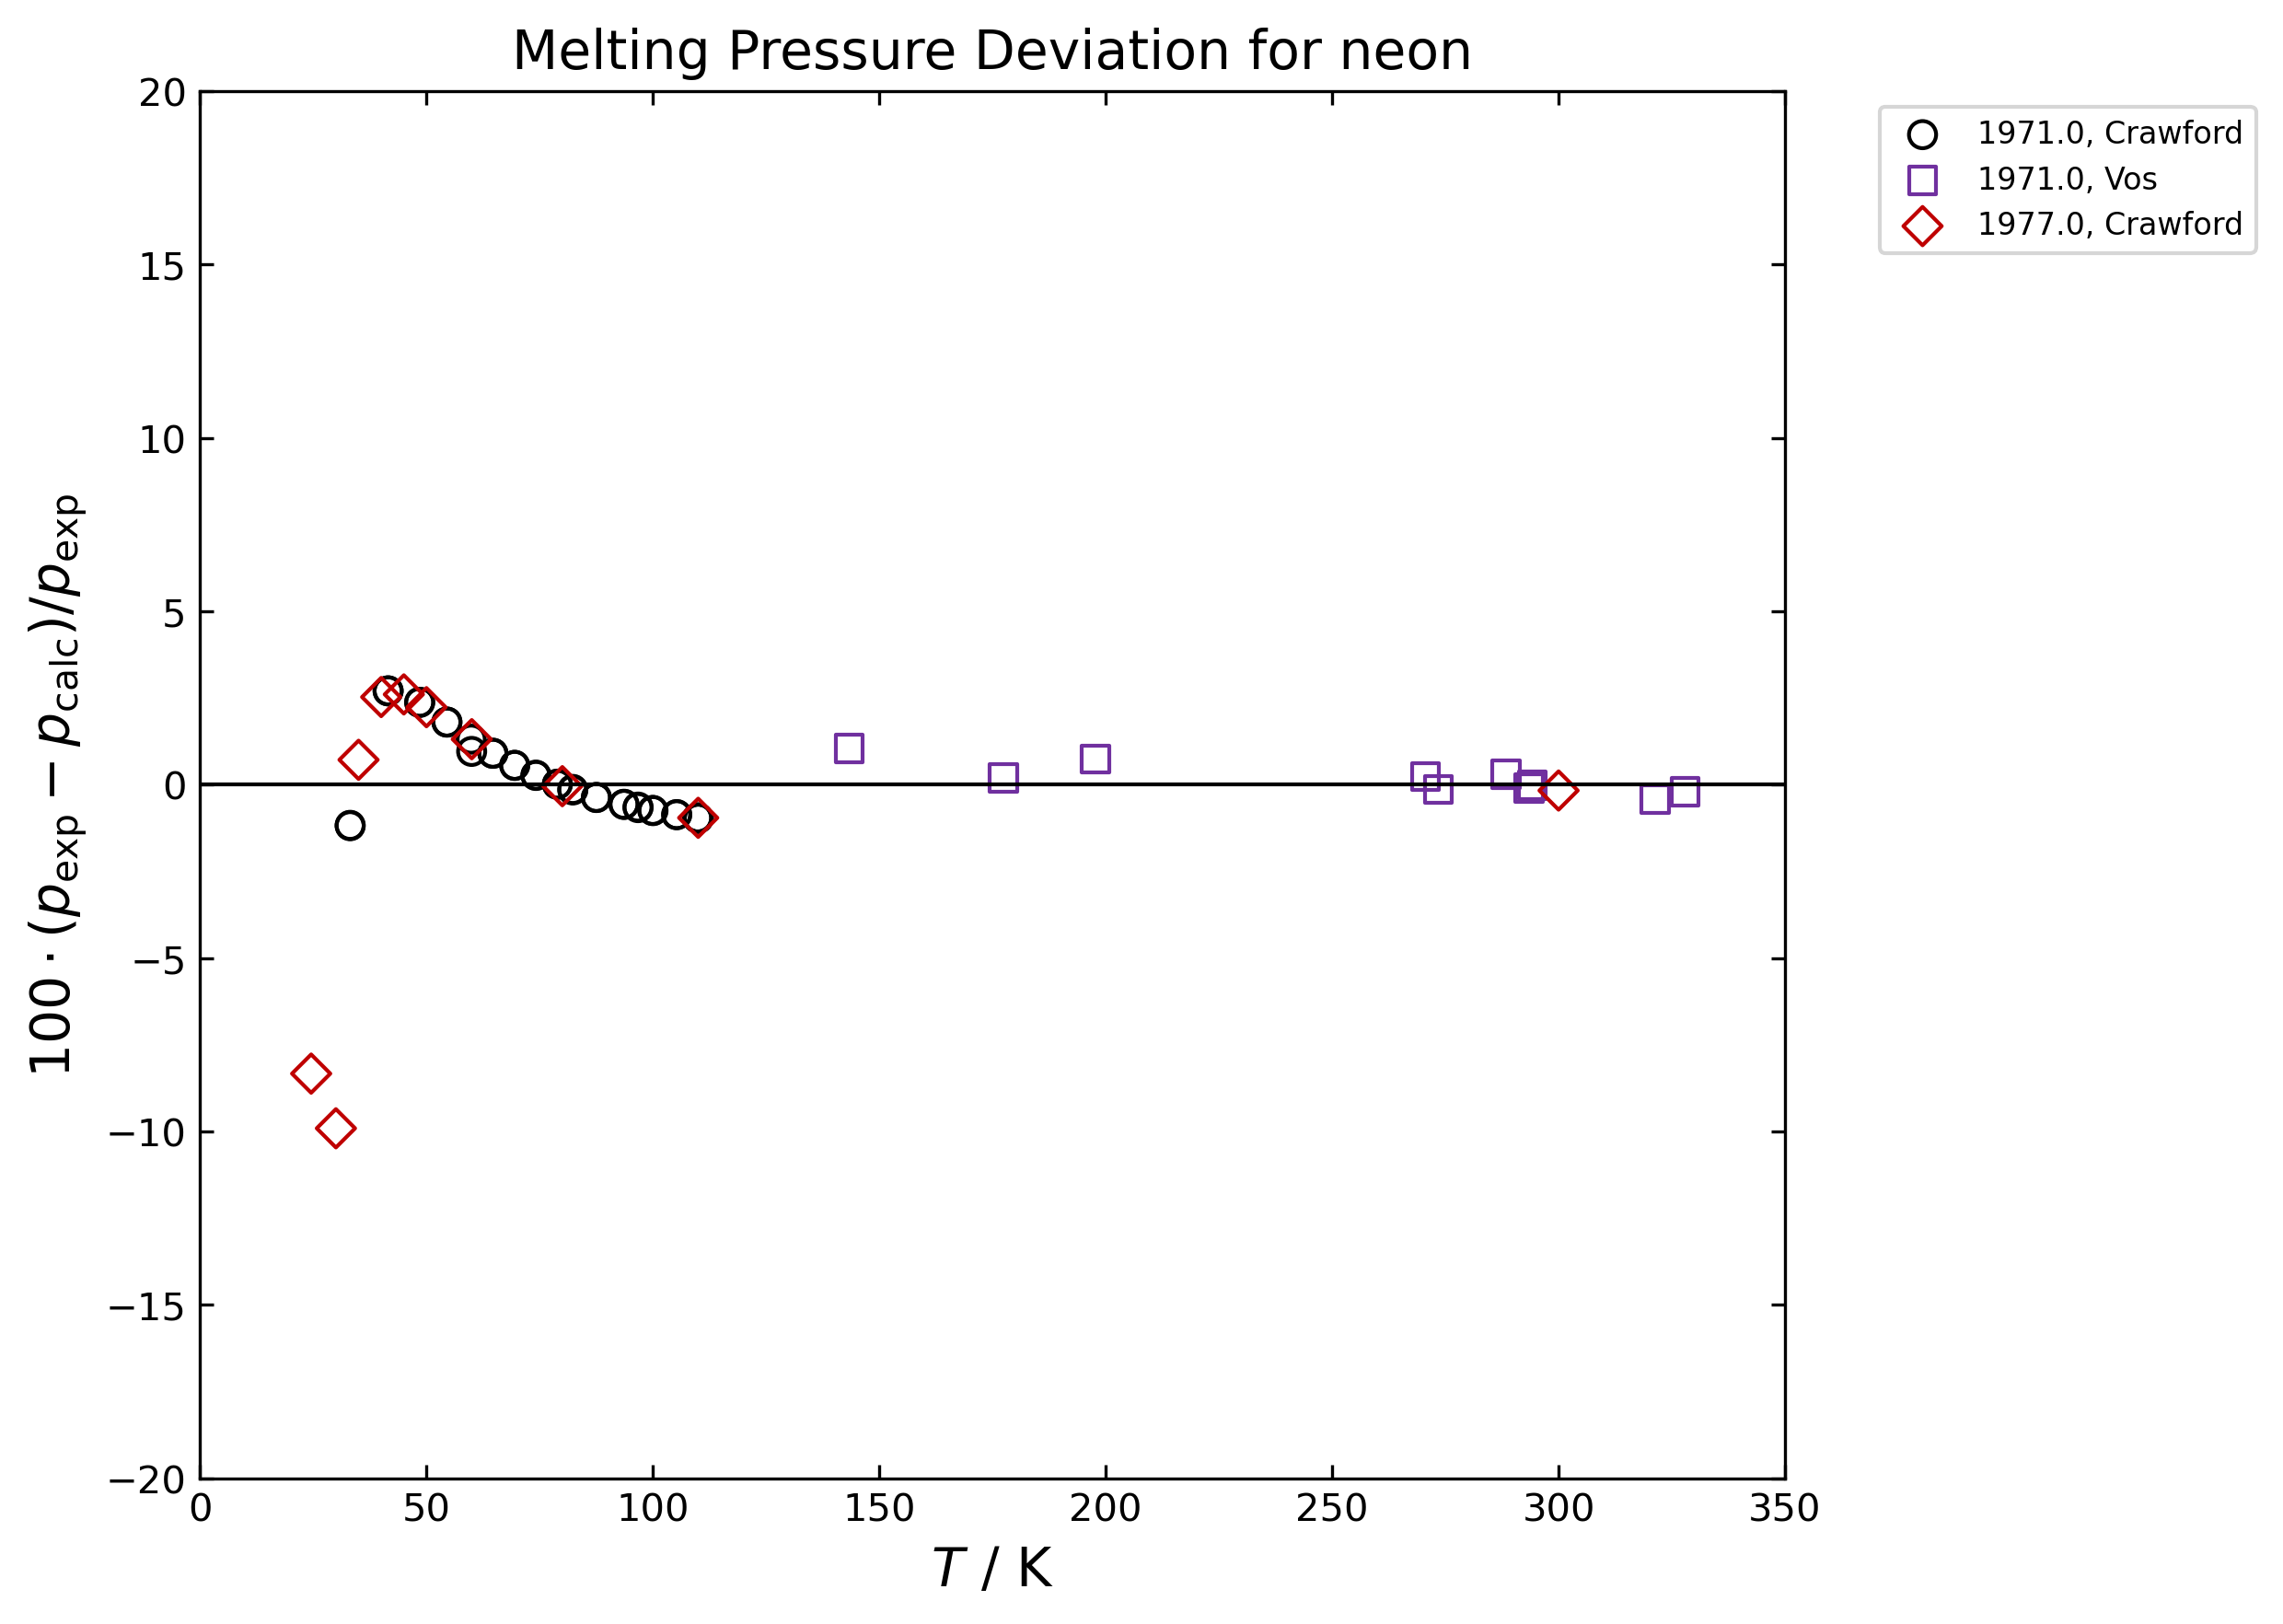 Melting Pressure Deviation for neon
20
15
10
5
0
−5
−10
−15
−20
100 · (pexp − pcalc)/pexp
0 50 100 150 200 250 300 350
T / K
1971.0, Crawford
1971.0, Vos
1977.0, Crawford